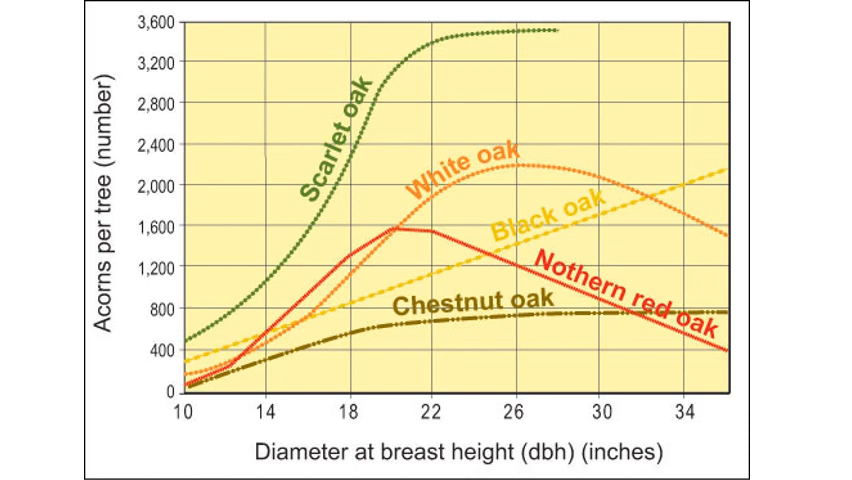 3,600
3,200
2,800
2,400
2,000
1,600
1,200
800
400
0
Acorns per tree (number)
Scarlet oak
White oak
Black oak
Nothern red oak
Chestnut oak
10 14 18 22 26 30 34
Diameter at breast height (dbh) (inches)